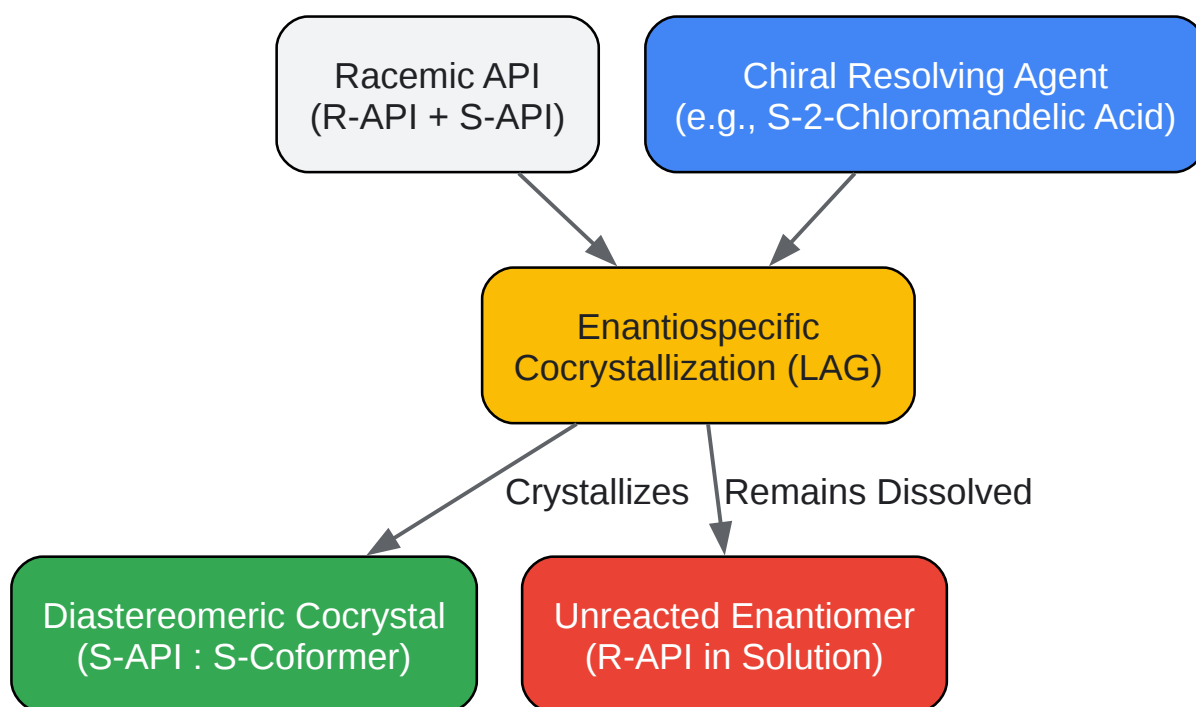 Racemic API
(R-API + S-API)
Chiral Resolving Agent
(e.g., S-2-Chloromandelic Acid)
Enantiospecific
Cocrystallization (LAG)
Crystallizes
Remains Dissolved
Diastereomeric Cocrystal
(S-API : S-Coformer)
Unreacted Enantiomer
(R-API in Solution)